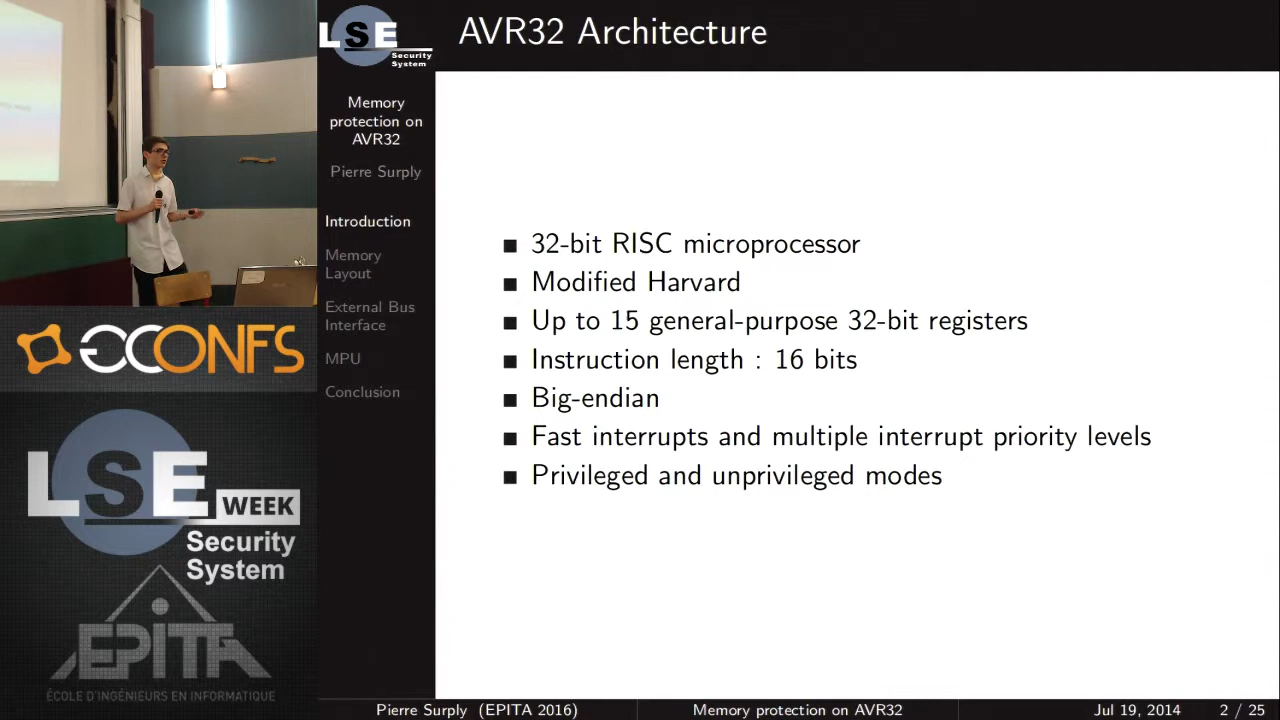 LSE
Security
System
AVR32 Architecture
Memory
protection on
AVR32
Pierre Surply
Introduction
Memory
Layout
External Bus
Interface
MPU
Conclusion
32-bit RISC microprocessor
Modified Harvard
Up to 15 general-purpose 32-bit registers
Instruction length : 16 bits
Big-endian
Fast interrupts and multiple interrupt priority levels
Privileged and unprivileged modes
GCONFS
LSE WEEK
Security
System
EPITA
ÉCOLE D'INGÉNIEURS EN INFORMATIQUE
Pierre Surply (EPITA 2016) Memory protection on AVR32 Jul 19, 2014 2 / 25